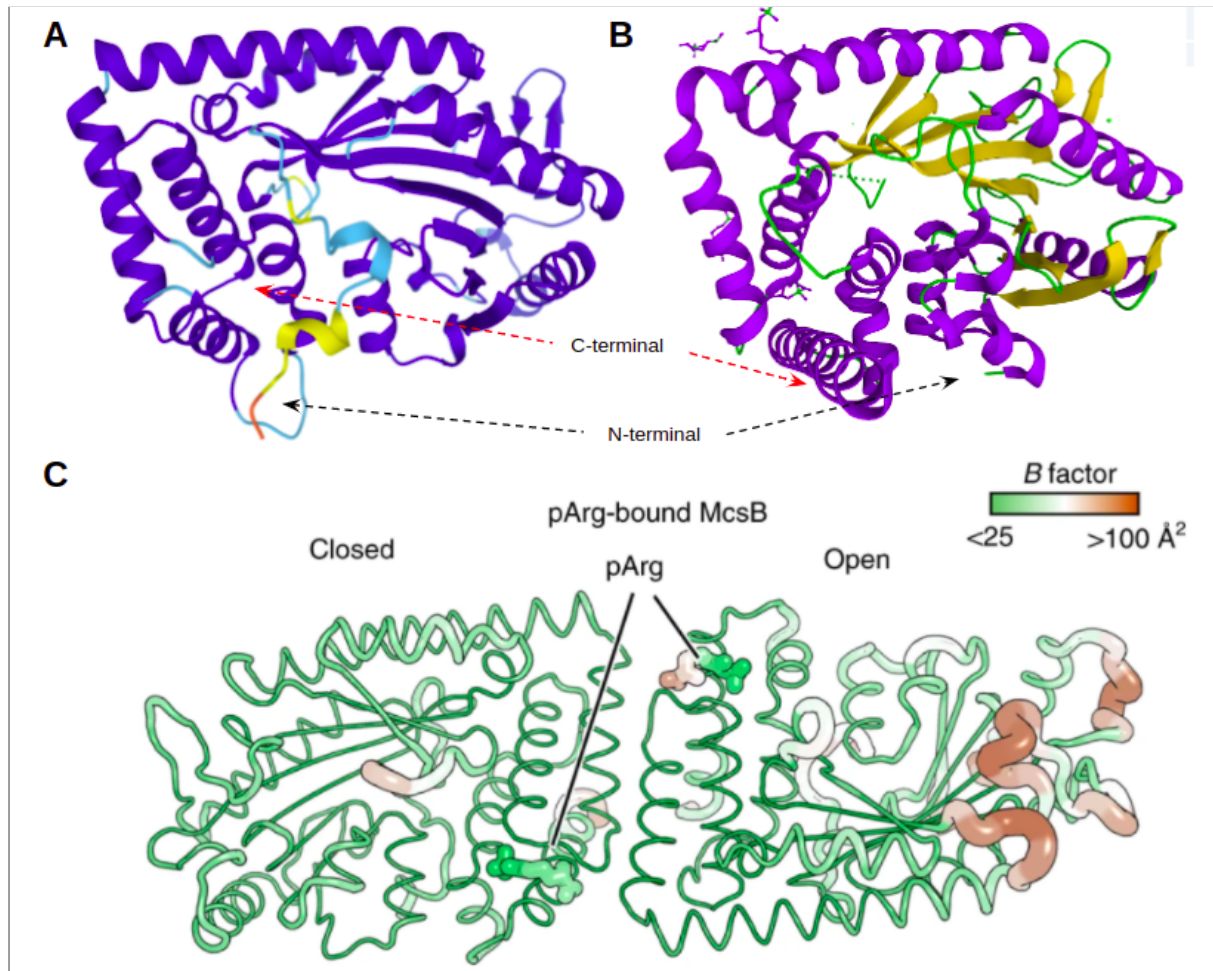 A
B
C-terminal
N-terminal
C
B factor
<25
>100 Å²
pArg-bound McsB
Closed
pArg
Open